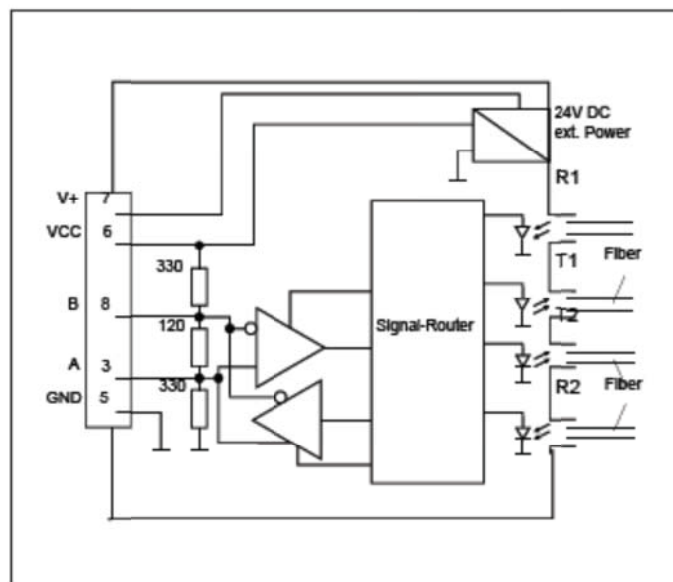 24V DC
ext. Power
R1
V+ 7
VCC 6
T1
Fiber
330
B 8
T2
120
Signal-Router
A 3
330
R2
Fiber
GND 5